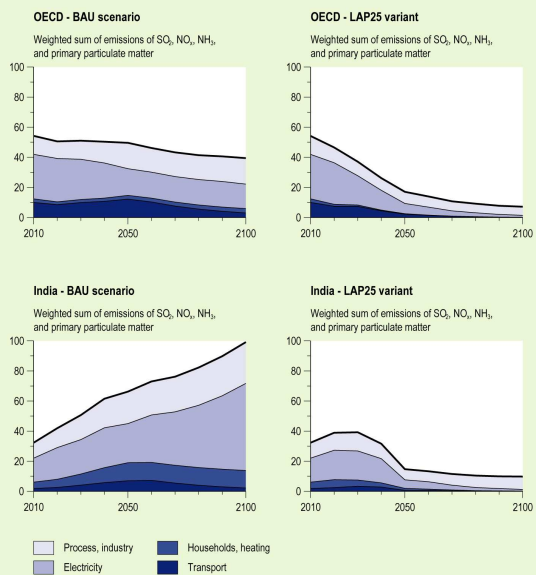 OECD - BAU scenario
Weighted sum of emissions of SO₂, NOₓ, NH₃,
and primary particulate matter
100
80
60
40
20
0
2010 2050 2100
OECD - LAP25 variant
Weighted sum of emissions of SO₂, NOₓ, NH₃,
and primary particulate matter
100
80
60
40
20
0
2010 2050 2100
India - BAU scenario
Weighted sum of emissions of SO₂, NOₓ, NH₃,
and primary particulate matter
100
80
60
40
20
0
2010 2050 2100
India - LAP25 variant
Weighted sum of emissions of SO₂, NOₓ, NH₃,
and primary particulate matter
100
80
60
40
20
0
2010 2050 2100
Process, industry
Households, heating
Electricity
Transport